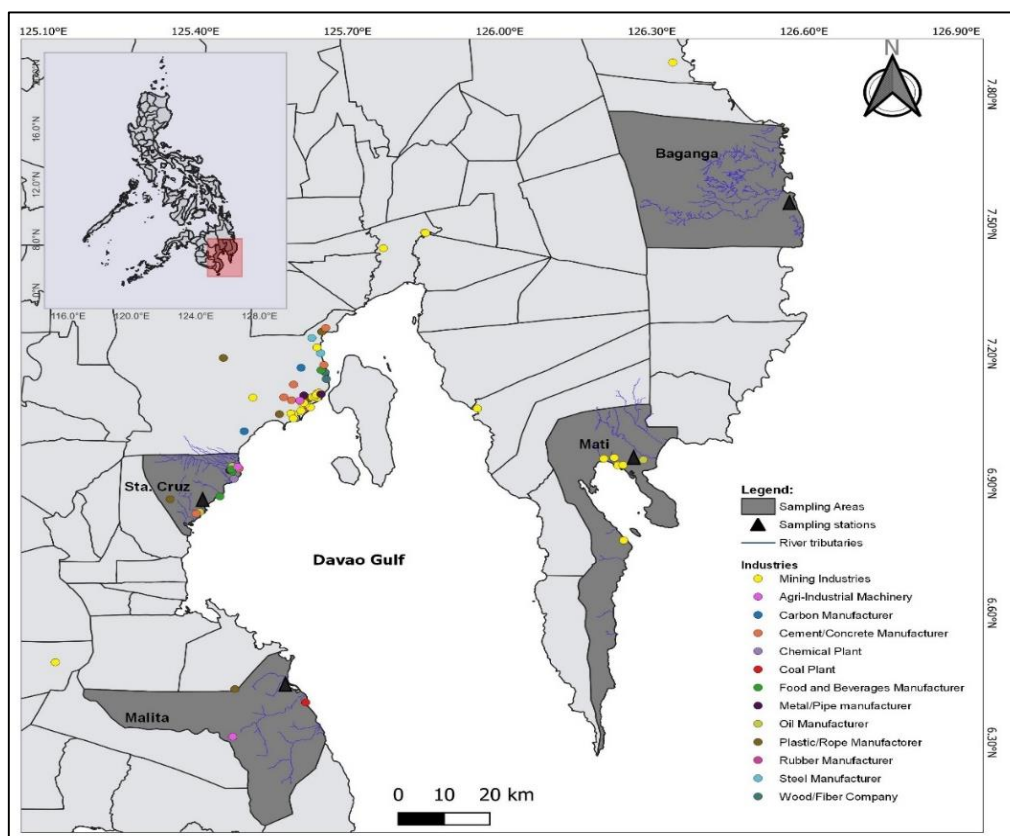 125.10°E 125.40°E 125.70°E 126.00°E 126.30°E 126.60°E 126.90°E
N
7.80°N
7.50°N
7.20°N
6.90°N
6.60°N
6.30°N
16.0°N
12.0°N
8.0°N
4.0°N
116.0°E 120.0°E 124.0°E 128.0°E
Baganga
Mati
Sta. Cruz
Davao Gulf
Malita
Legend:
Sampling Areas
Sampling stations
River tributaries
Industries
Mining Industries
Agri-Industrial Machinery
Carbon Manufacturer
Cement/Concrete Manufacturer
Chemical Plant
Coal Plant
Food and Beverages Manufacturer
Metal/Pipe manufacturer
Oil Manufacturer
Plastic/Rope Manufactorer
Rubber Manufacturer
Steel Manufacturer
Wood/Fiber Company
0 10 20 km